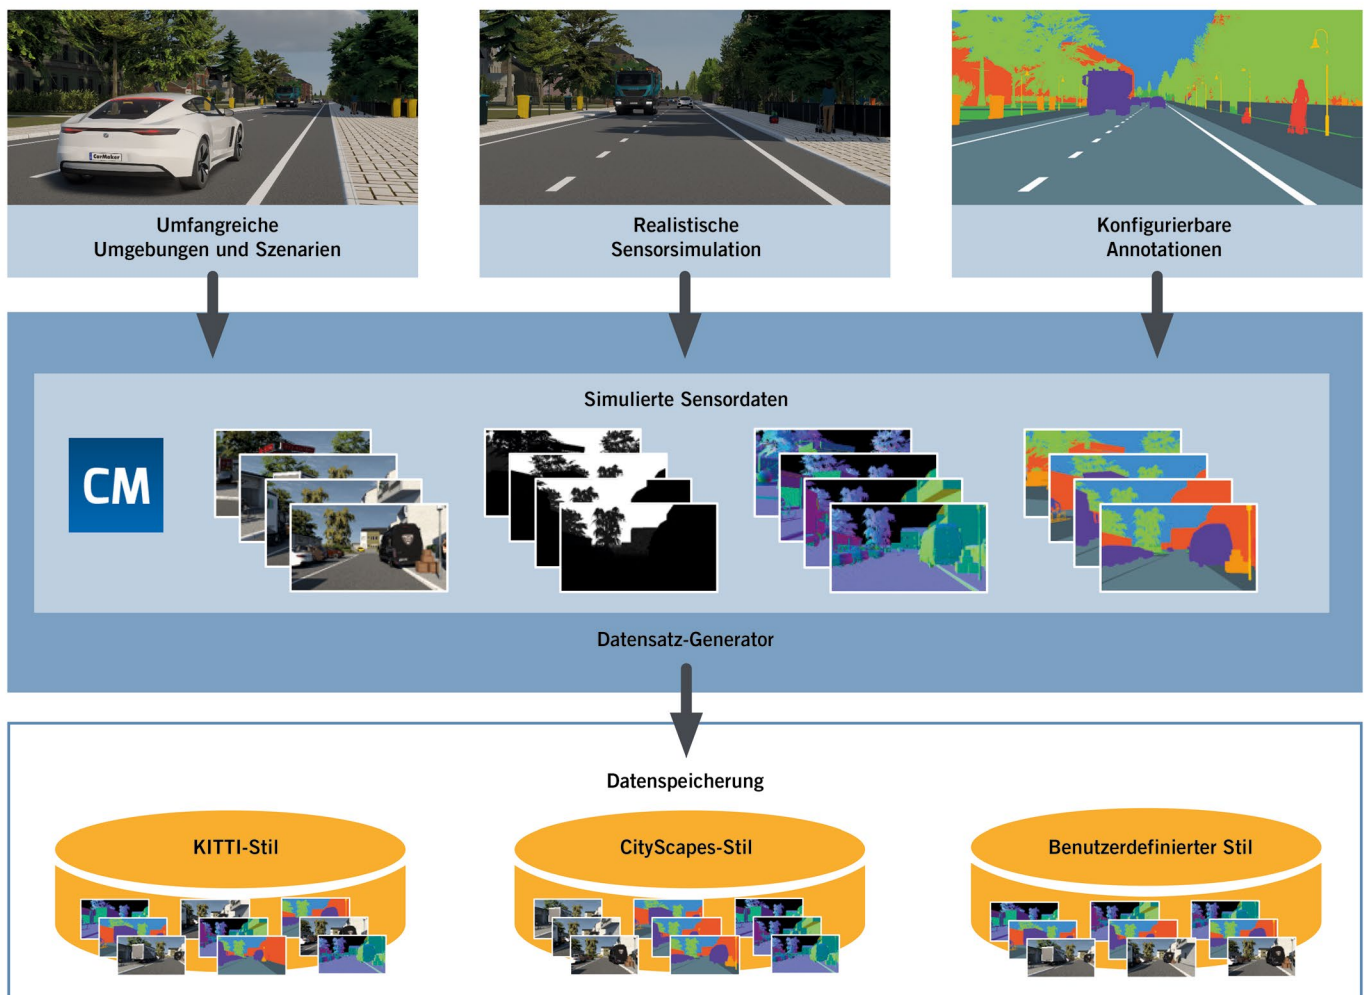 CarMaker
Umfangreiche
Umgebungen und Szenarien
Realistische
Sensorsimulation
Konfigurierbare
Annotationen
Simulierte Sensordaten
CM
Datensatz-Generator
Datenspeicherung
KITTI-Stil
CityScapes-Stil
Benutzerdefinierter Stil